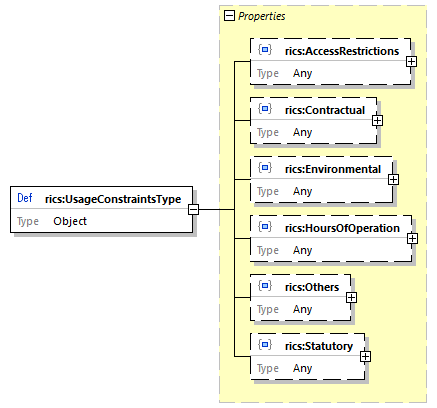 Properties
rics:AccessRestrictions
Type Any
rics:Contractual
Type Any
rics:Environmental
Type Any
Def rics:UsageConstraintsType
Type Object
rics:HoursOfOperation
Type Any
rics:Others
Type Any
rics:Statutory
Type Any